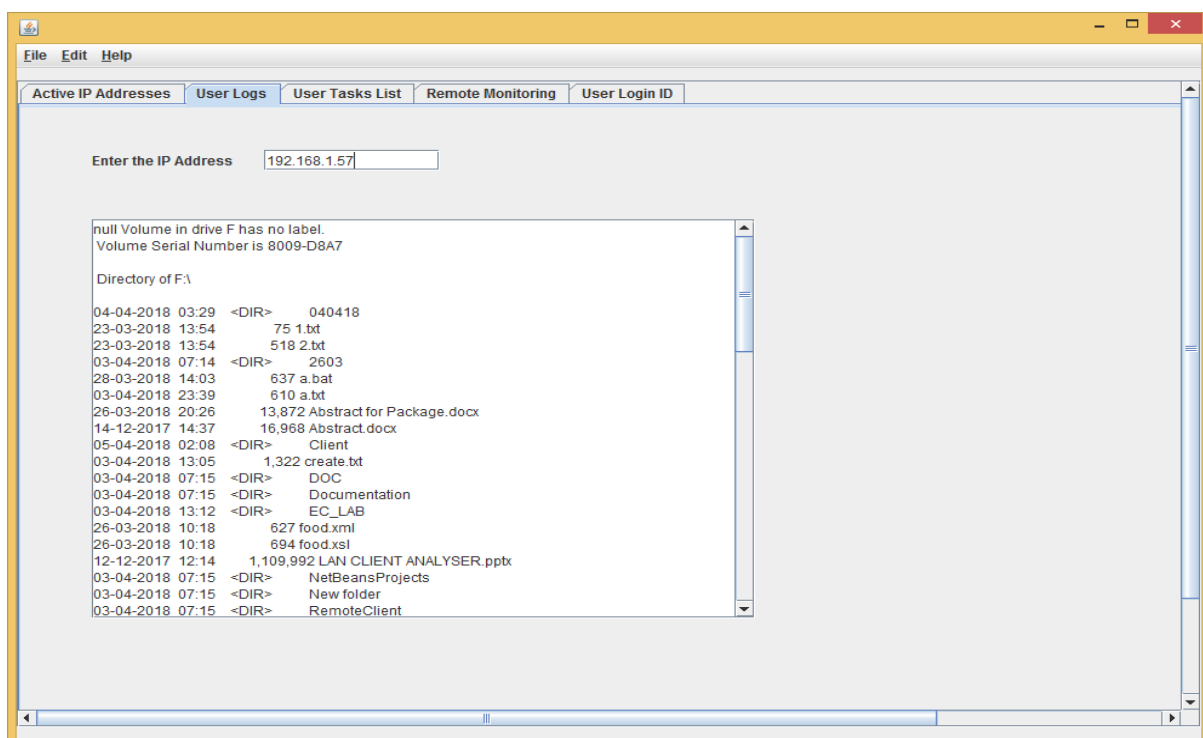 File Edit Help
Active IP Addresses User Logs User Tasks List Remote Monitoring User Login ID
Enter the IP Address 192.168.1.57
null Volume in drive F has no label.
Volume Serial Number is 8009-D8A7
Directory of F:\
04-04-2018 03:29 <DIR> 040418
23-03-2018 13:54 75 1.txt
23-03-2018 13:54 518 2.txt
03-04-2018 07:14 <DIR> 2603
28-03-2018 14:03 637 a.bat
03-04-2018 23:39 610 a.txt
26-03-2018 20:26 13,872 Abstract for Package.docx
14-12-2017 14:37 16,968 Abstract.docx
05-04-2018 02:08 <DIR> Client
03-04-2018 13:05 1,322 create.txt
03-04-2018 07:15 <DIR> DOC
03-04-2018 07:15 <DIR> Documentation
03-04-2018 13:12 <DIR> EC_LAB
26-03-2018 10:18 627 food.xml
26-03-2018 10:18 694 food.xsl
12-12-2017 12:14 1,109,992 LAN CLIENT ANALYSER.pptx
03-04-2018 07:15 <DIR> NetBeansProjects
03-04-2018 07:15 <DIR> New folder
03-04-2018 07:15 <DIR> RemoteClient